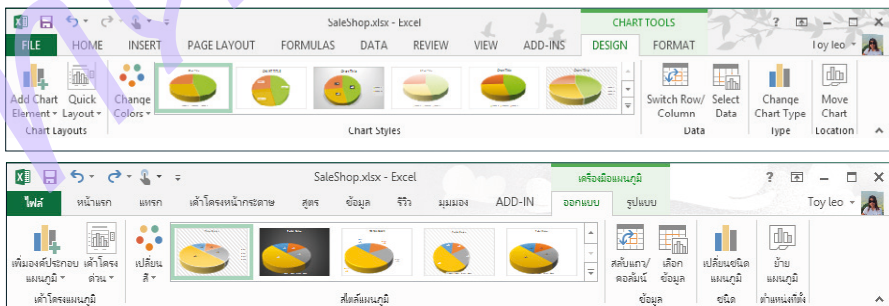 SaleShop.xlsx - Excel
CHART TOOLS
FILE HOME INSERT PAGE LAYOUT FORMULAS DATA REVIEW VIEW ADD-INS DESIGN FORMAT Toy leo
Add Chart Quick Change Switch Row/ Select Change Move
Element Layout Colors Column Data Chart Type Chart
Chart Layouts Chart Styles Data Type Location
SaleShop.xlsx - Excel
เครื่องมือแผนภูมิ
ไฟล์ หน้าแรก แทรก เค้าโครงหน้ากระดาษ สูตร ข้อมูล รีวิว มุมมอง ADD-IN ออกแบบ รูปแบบ Toy leo
เพิ่มองค์ประกอบ เค้าโครง เปลี่ยน สลับแถว/ เลือก เปลี่ยนชนิด ย้าย
แผนภูมิ ด่วน สี คอลัมน์ ข้อมูล แผนภูมิ แผนภูมิ
เค้าโครงแผนภูมิ สไตล์แผนภูมิ ข้อมูล ชนิด ตำแหน่งที่ตั้ง